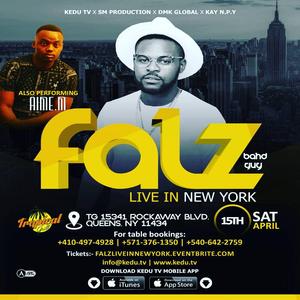 KEDU TV X SM PRODUCTION X DMK GLOBAL X KAY N.P.Y
ALSO PERFORMING
AIME.M
falz
bahd
guy
LIVE IN NEW YORK
Tropical
TG 15341 ROCKAWAY BLVD.
QUEENS, NY 11434
15TH
SAT
APRIL
For table bookings:
+410-497-4928 | +571-376-1350 | +540-642-2759
Tickets:- FALZLIVEINNEWYORK.EVENTBRITE.COM
info@kedu.tv | www.kedu.tv
DOWNLOAD KEDU TV MOBILE APP
iTunes
App Store